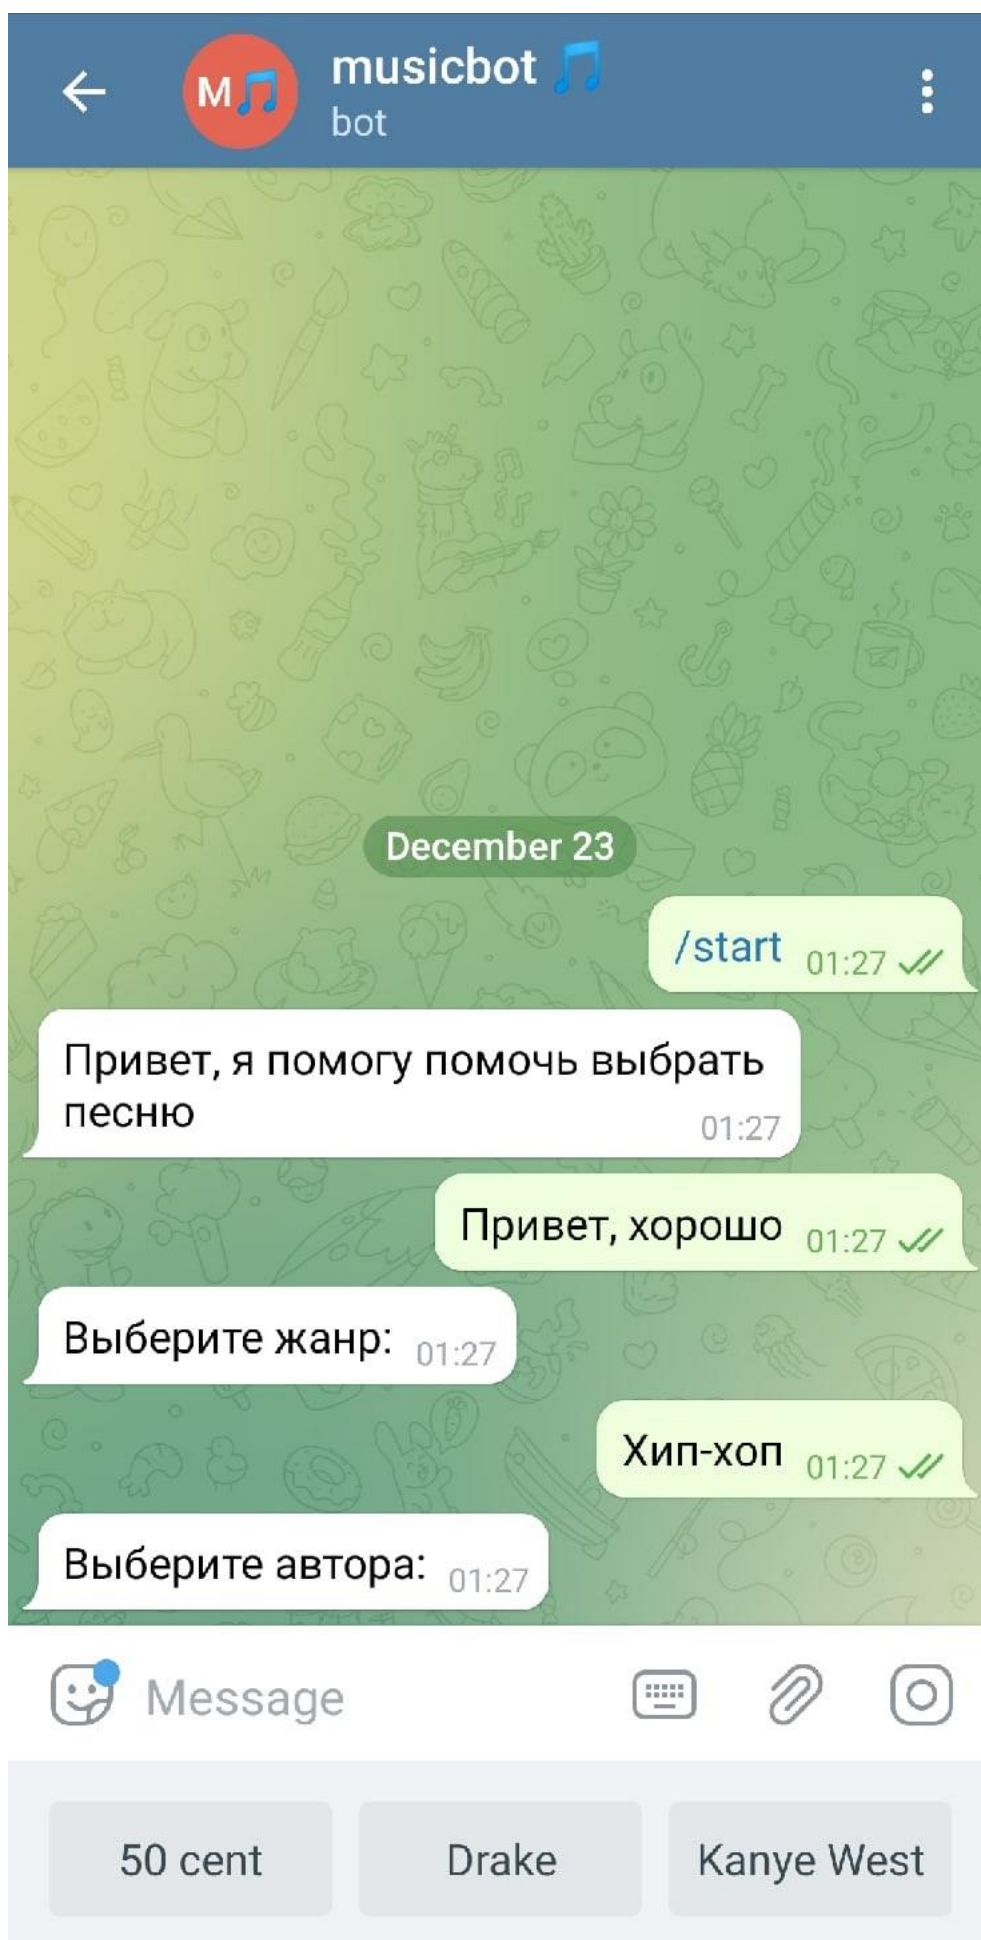 musicbot 🎵
M🎵
bot
December 23
/start 01:27
Привет, я помогу помочь выбрать
песню 01:27
Привет, хорошо 01:27
Выберите жанр: 01:27
Хип-хоп 01:27
Выберите автора: 01:27
Message
50 cent Drake Kanye West